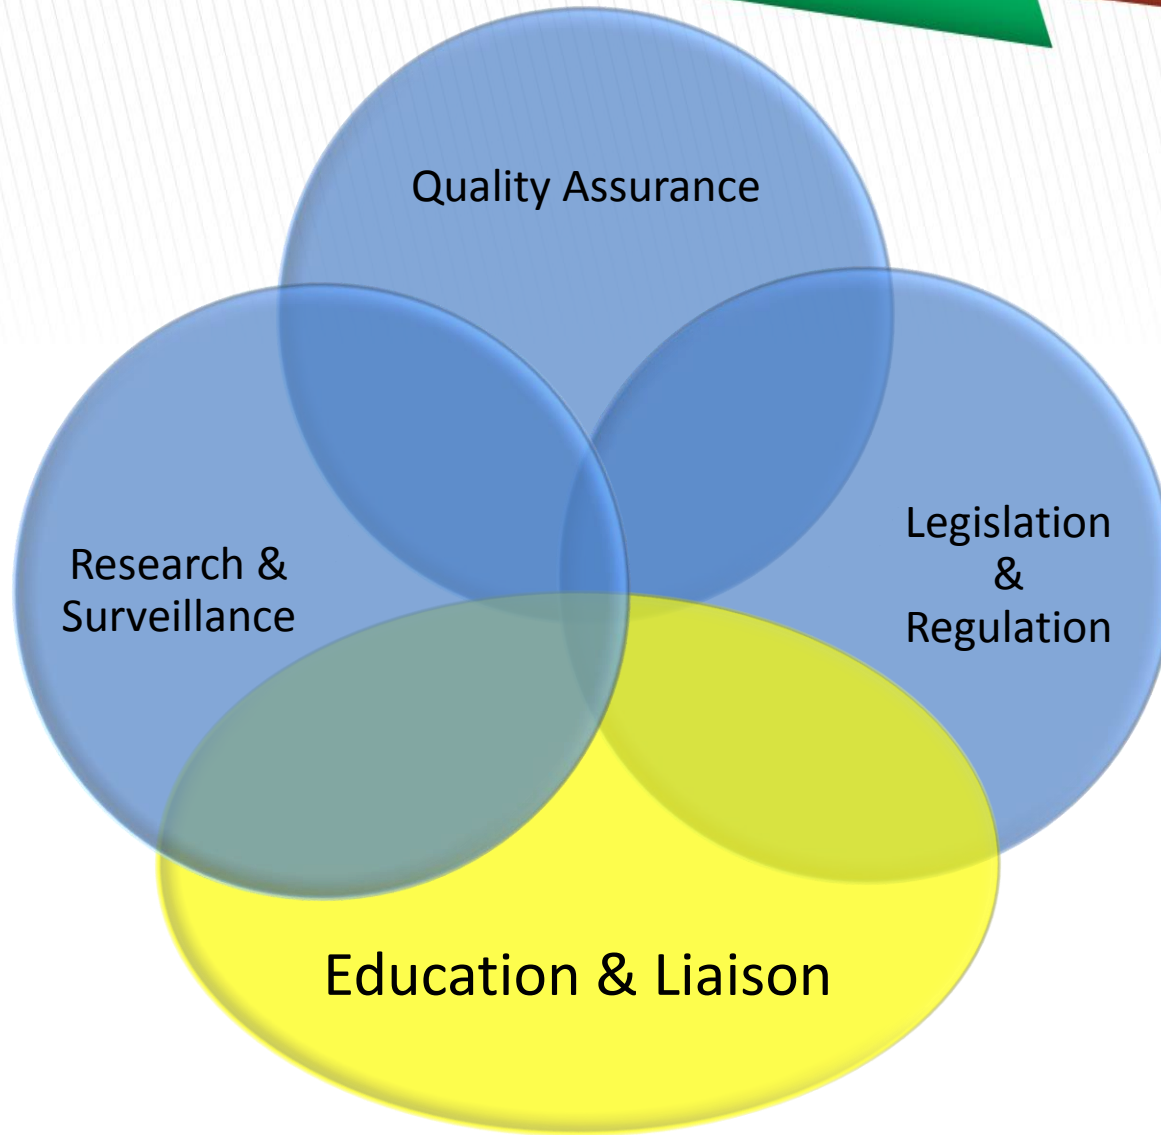 Quality Assurance
Legislation
&
Regulation
Research &
Surveillance
Education & Liaison